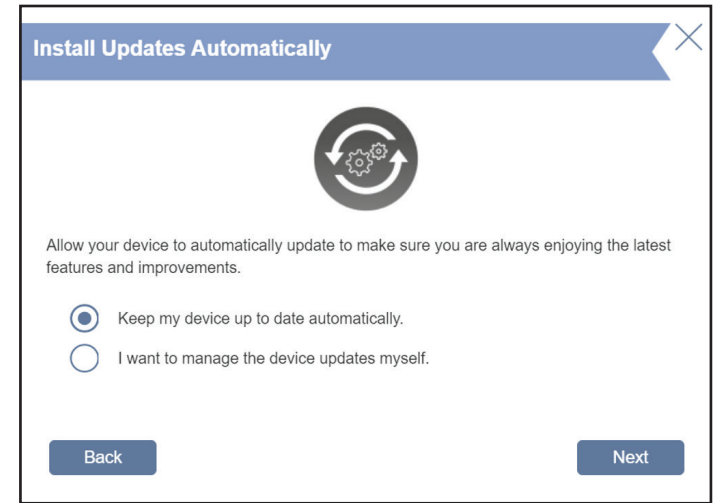 Install Updates Automatically
Allow your device to automatically update to make sure you are always enjoying the latest
features and improvements.
Keep my device up to date automatically.
I want to manage the device updates myself.
Back
Next